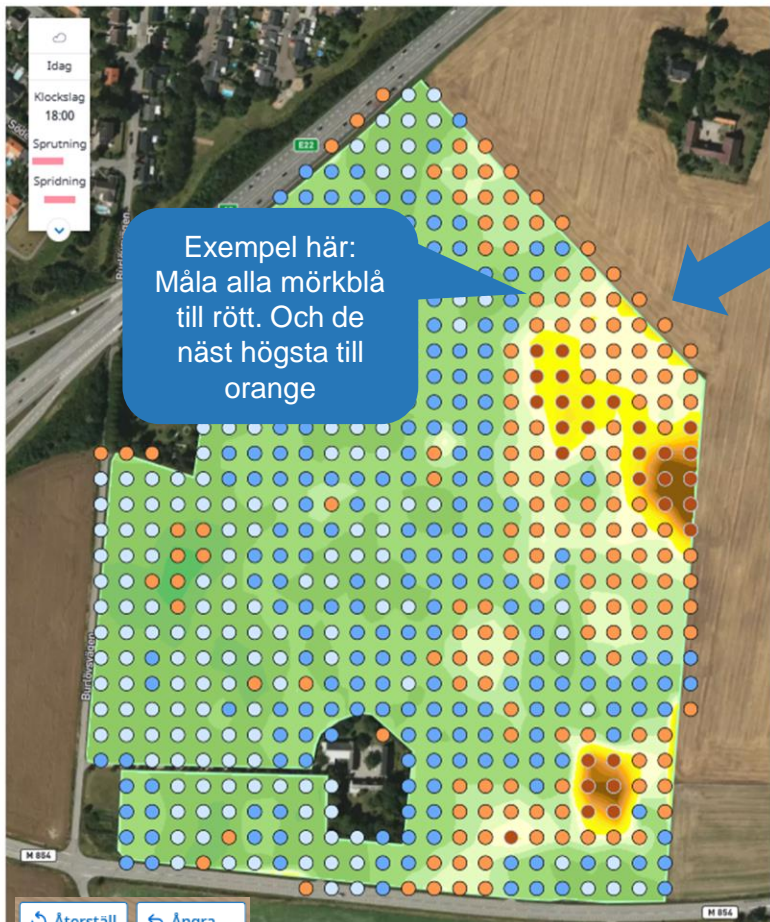 Idag
Klockslag
18:00
Sprutning
Spridning
E22
Exempel här:
Måla alla mörkblå
till rött. Och de
näst högsta till
orange
Burlövsvägen
M 854
M 854
Återställ
Ångra